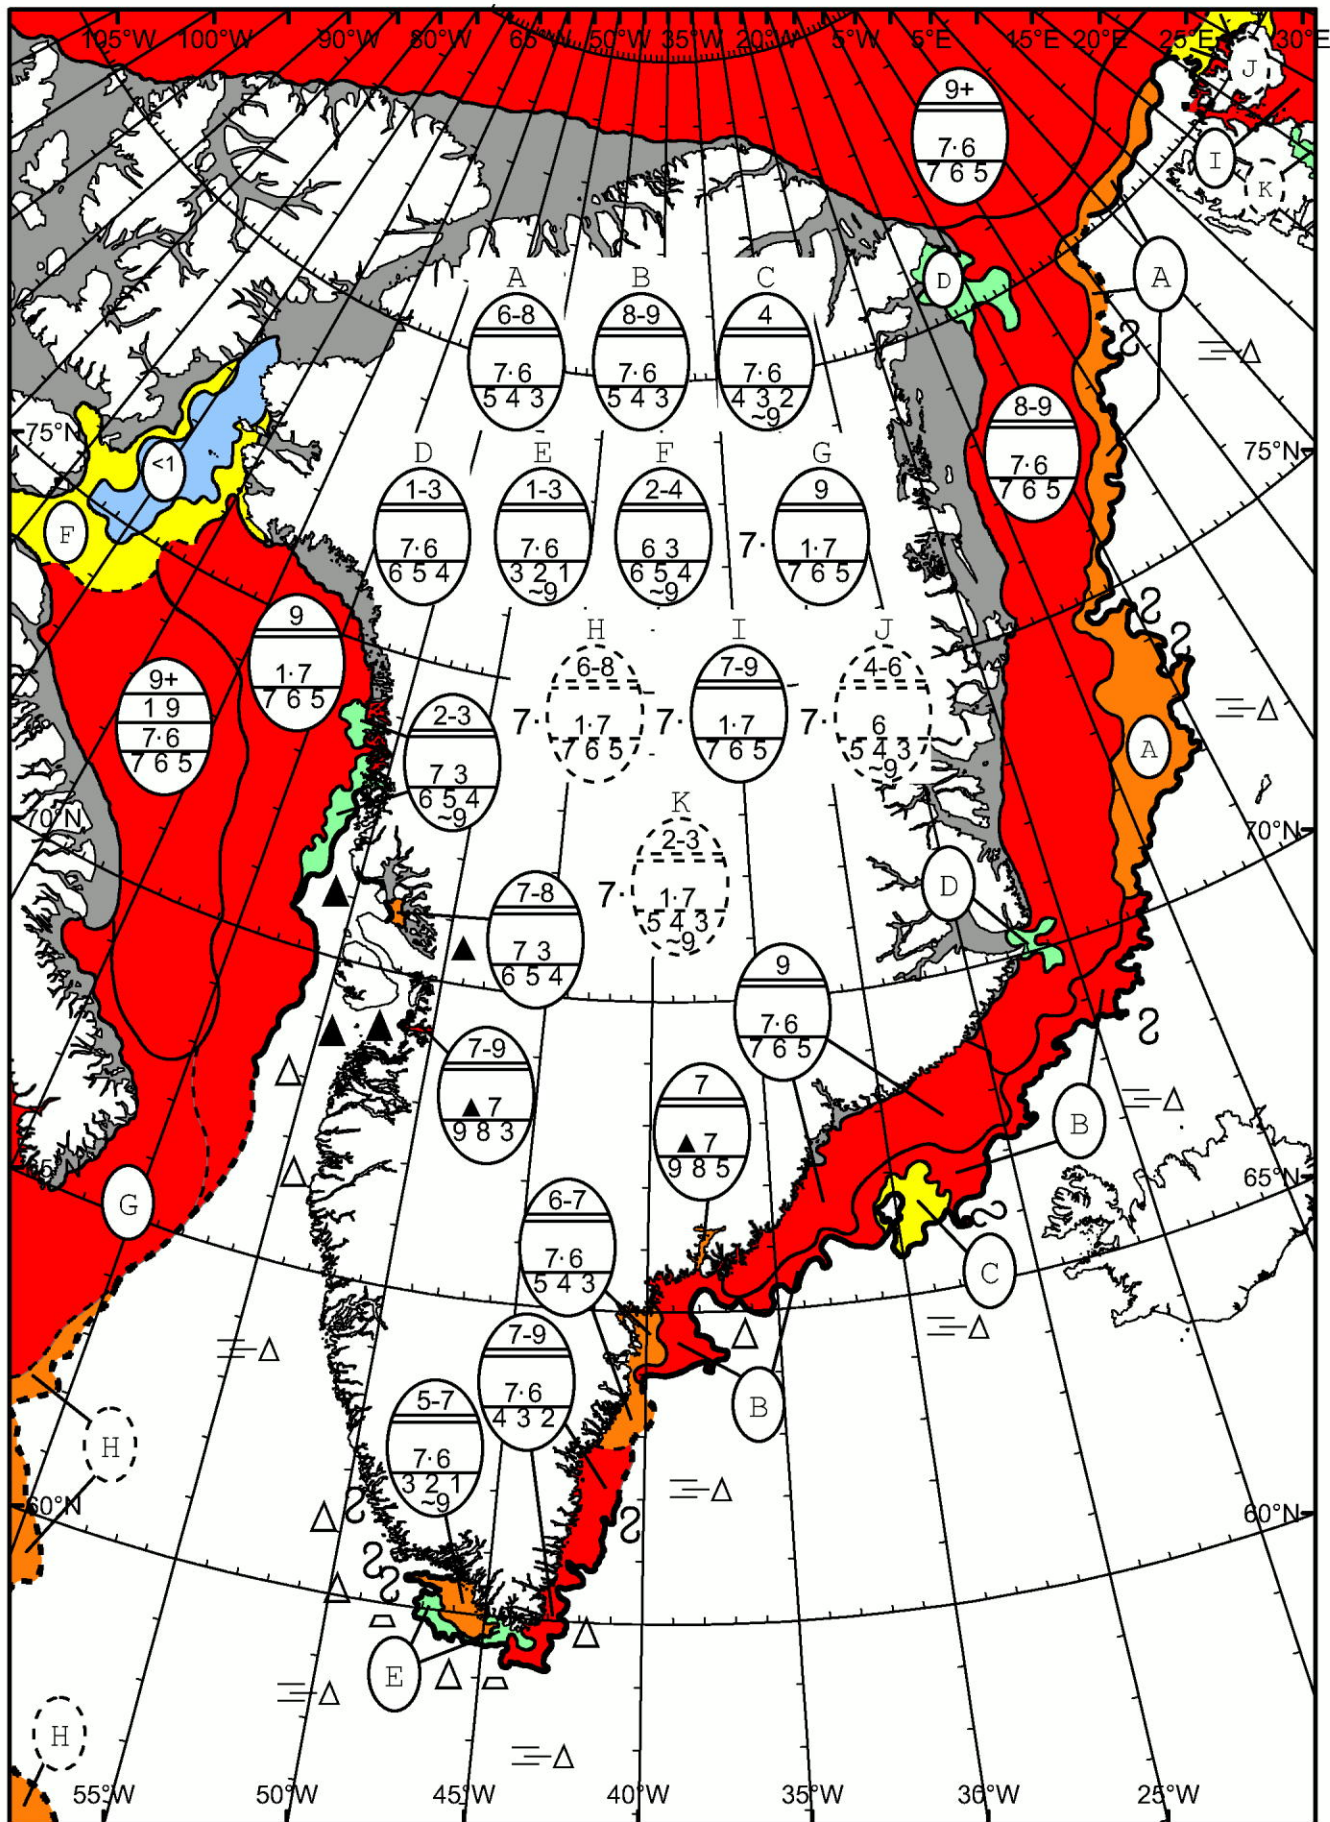 105°W 100°W 90°W 80°W 65°W 50°W 35°W 20°W 5°W 5°E 15°E 20°E 25°E 30°E
J
9+
7·6
7 6 5
I
K
A
D
A B C
6-8 8-9 4
7·6 7·6 7·6
5 4 3 5 4 3 4 3 2
~9
75°N
75°N
8-9
7·6
7 6 5
<1
F
D E F G
1-3 1-3 2-4 9
7·6 7·6 6 3 7· 1·7
6 5 4 3 2 1 6 5 4 7 6 5
~9 ~9
9
1·7
7 6 5
H I J
6-8 7-9 4-6
7· 1·7 7· 1·7 7· 6
7 6 5 7 6 5 5 4 3
~9
9+
1 9
7·6
7 6 5
2-3
7 3
6 5 4
~9
A
70°N
70°N
K
2-3
7· 1·7
5 4 3
~9
D
7-8
7 3
6 5 4
9
7·6
7 6 5
7-9
▲ 7
9 8 3
7
▲ 7
9 8 5
B
65°N
65°N
G
6-7
7·6
5 4 3
C
7-9
7·6
4 3 2
B
5-7
7·6
3 2 1
~9
H
60°N
60°N
E
H
55°W 50°W 45°W 40°W 35°W 30°W 25°W